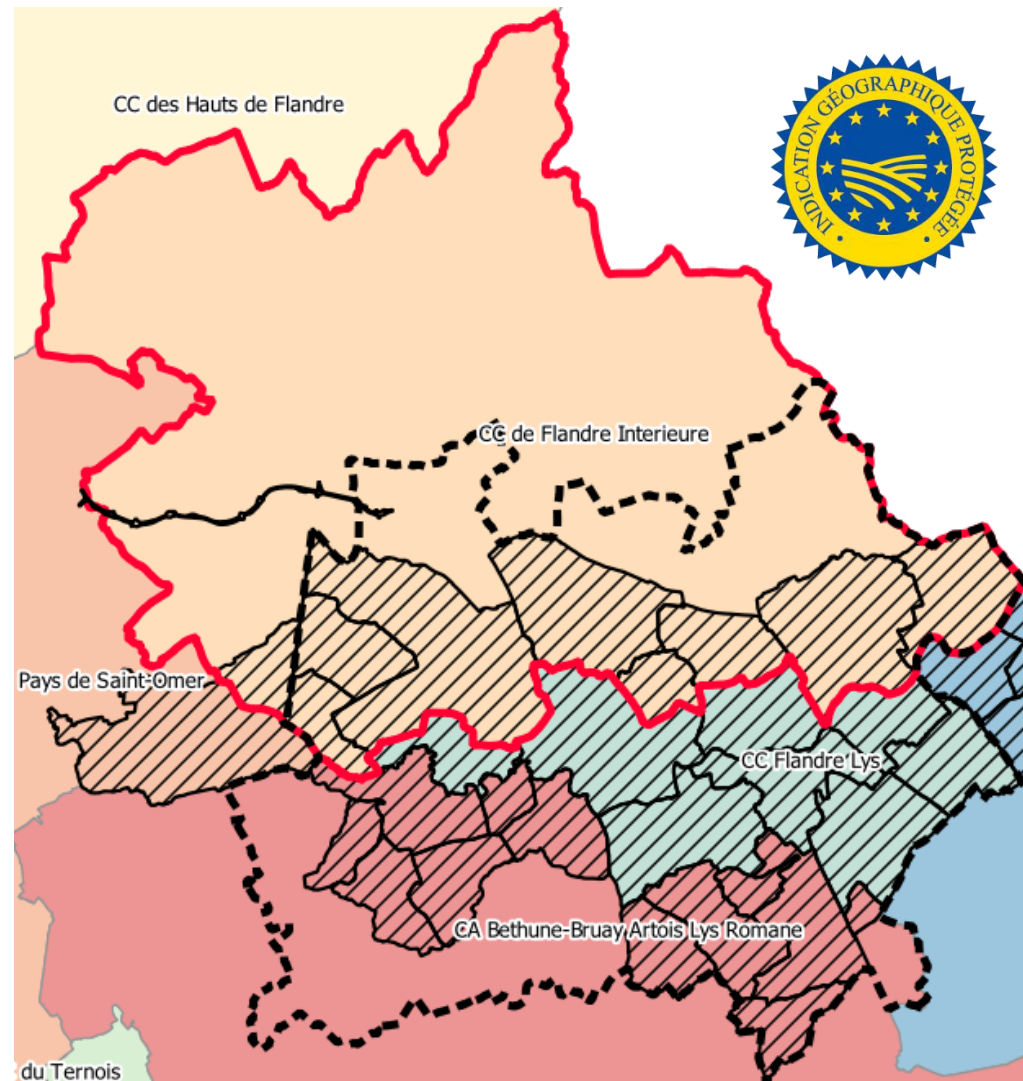 CC des Hauts de Flandre
INDICATION GÉOGRAPHIQUE PROTÉGÉE
CC de Flandre Interieure
Pays de Saint-Omer
CC Flandre Lys
CA Bethune-Bruay Artois Lys Romane
du Ternois